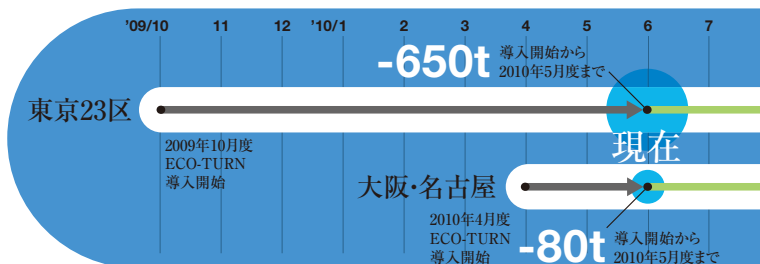 '09/10 11 12 '10/1 2 3 4 5 6 7
-650t
導入開始から
2010年5月度まで
東京23区
2009年10月度
ECO-TURN
導入開始
現在
大阪・名古屋
2010年4月度
ECO-TURN
導入開始
-80t
導入開始から
2010年5月度まで